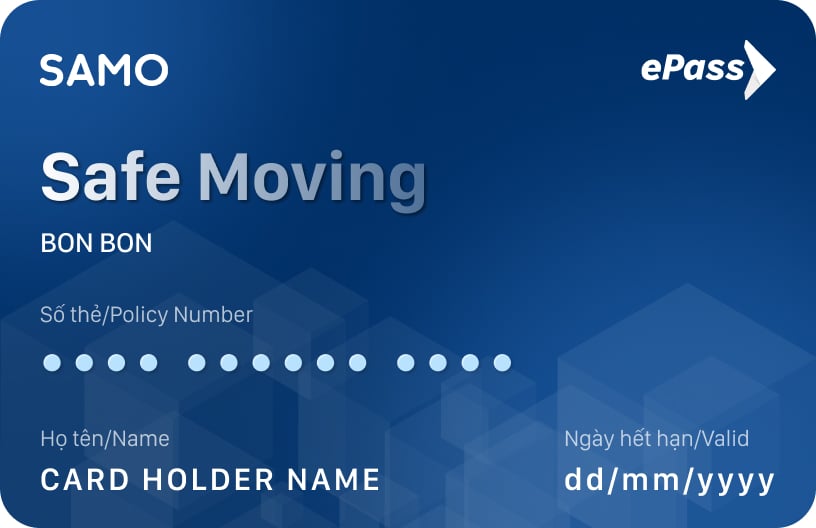 SAMO
ePass
Safe Moving
BON BON
Số thẻ/Policy Number
Họ tên/Name
Ngày hết hạn/Valid
CARD HOLDER NAME
dd/mm/yyyy